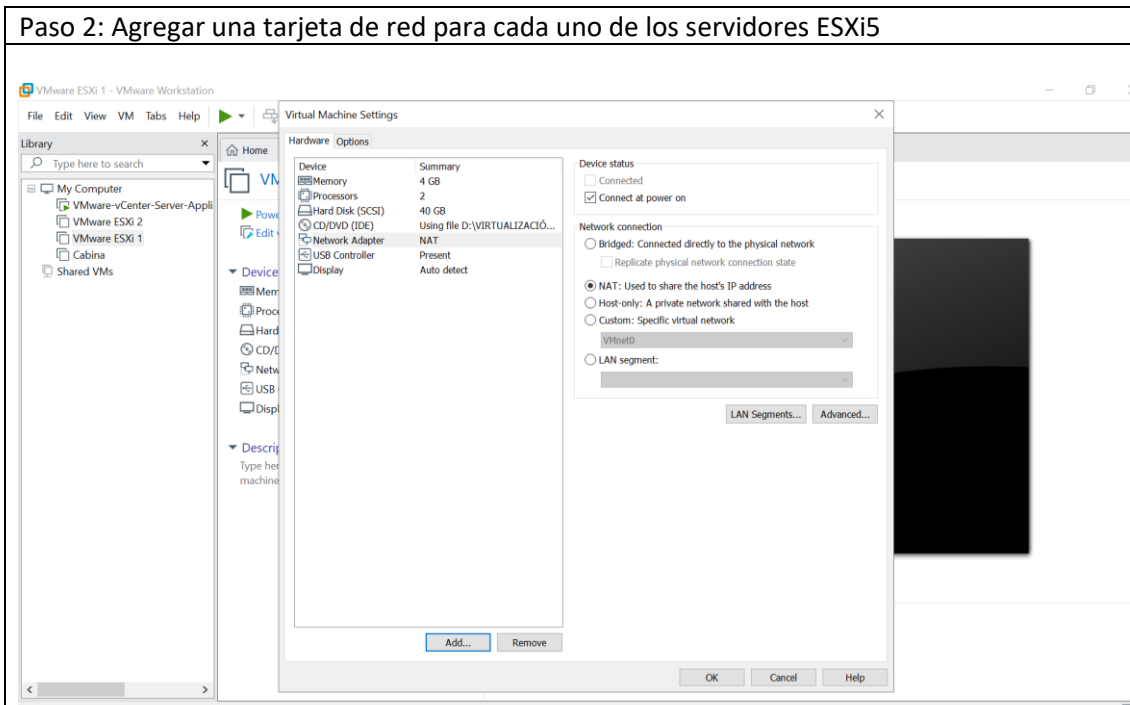 Paso 2: Agregar una tarjeta de red para cada uno de los servidores ESXi5
VMware ESXi 1 - VMware Workstation
File Edit View VM Tabs Help
Library
Type here to search
My Computer
VMware-vCenter-Server-Appli
VMware ESXi 2
VMware ESXi 1
Cabina
Shared VMs
Home
VM
Powe
Edit v
Device
Mem
Proce
Hard
CD/D
Netw
USB
Displ
Descrip
Type her
machine
Virtual Machine Settings
Hardware Options
Device Summary
Memory 4 GB
Processors 2
Hard Disk (SCSI) 40 GB
CD/DVD (IDE) Using file D:\VIRTUALIZACIÓ...
Network Adapter NAT
USB Controller Present
Display Auto detect
Add... Remove
Device status
Connected
Connect at power on
Network connection
Bridged: Connected directly to the physical network
Replicate physical network connection state
NAT: Used to share the host's IP address
Host-only: A private network shared with the host
Custom: Specific virtual network
VMnet0
LAN segment:
LAN Segments... Advanced...
OK Cancel Help